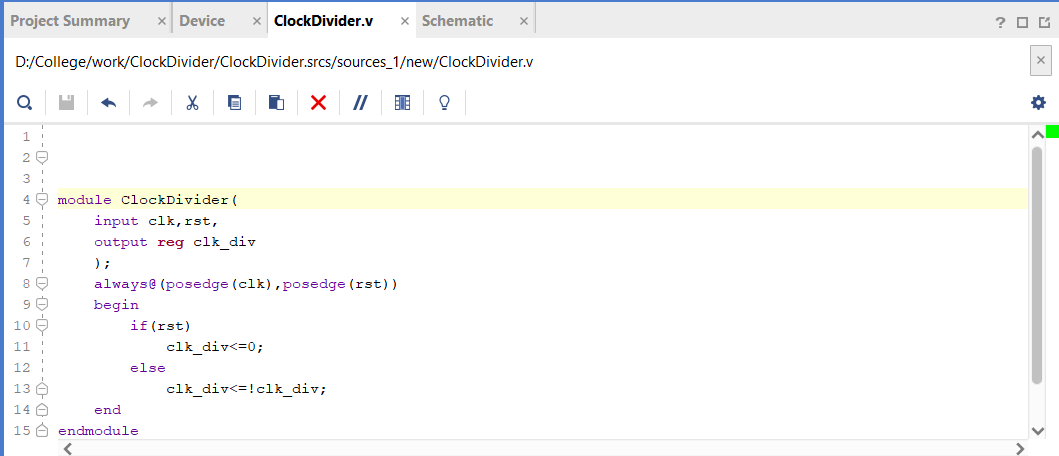 Project Summary × Device × ClockDivider.v × Schematic × ?
D:/College/work/ClockDivider/ClockDivider.srcs/sources_1/new/ClockDivider.v ×
//
1
2
3
4 module ClockDivider(
5 input clk,rst,
6 output reg clk_div
7 );
8 always@(posedge(clk),posedge(rst))
9 begin
10 if(rst)
11 clk_div<=0;
12 else
13 clk_div<=!clk_div;
14 end
15 endmodule